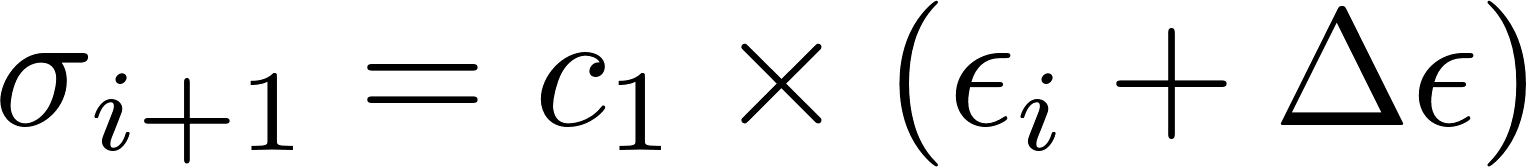 σ_{i+1} = c_1 × (ϵ_i + Δϵ)